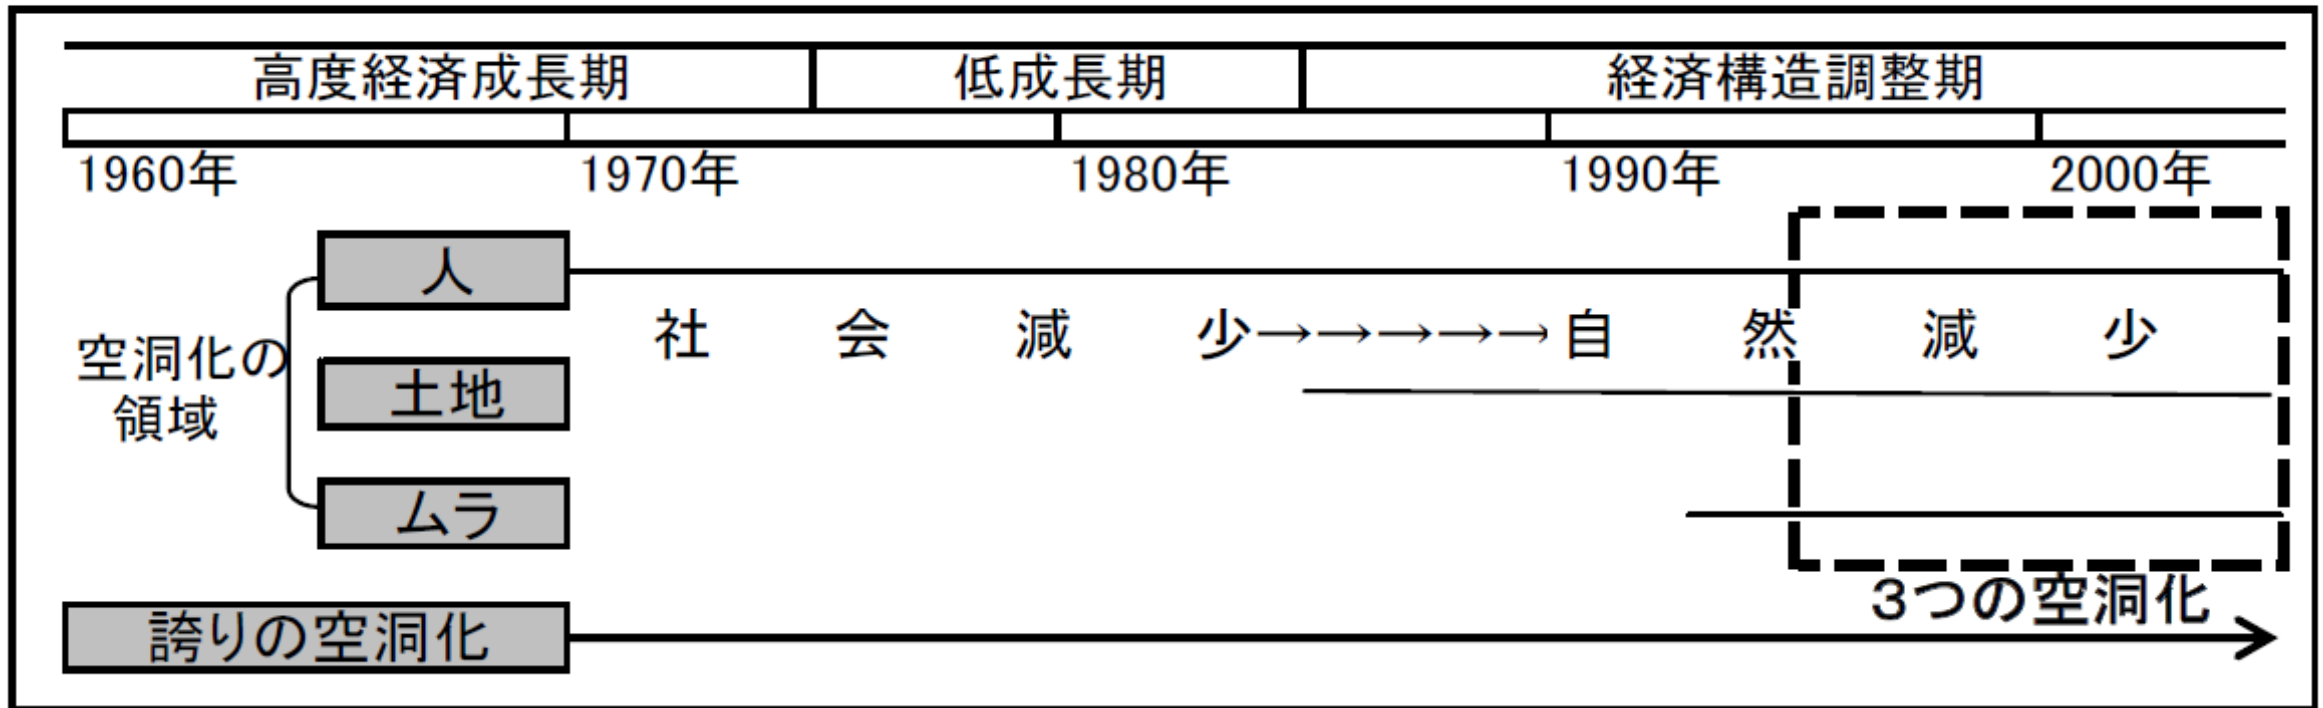 高度経済成長期 低成長期 経済構造調整期
1960年 1970年 1980年 1990年 2000年
人
社会減少→→→→→自然減少
空洞化の
領域
土地
ムラ
3つの空洞化
誇りの空洞化